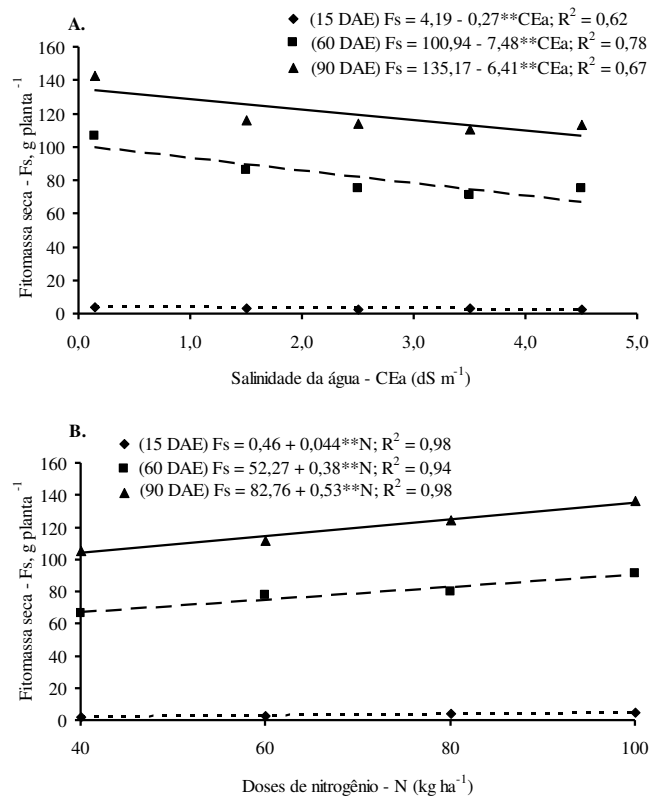 A.
(15 DAE) Fs = 4,19 - 0,27**CEa; R² = 0,62
(60 DAE) Fs = 100,94 - 7,48**CEa; R² = 0,78
(90 DAE) Fs = 135,17 - 6,41**CEa; R² = 0,67
Fitomassa seca - Fs, g planta ⁻¹
160
140
120
100
80
60
40
20
0
0,0 1,0 2,0 3,0 4,0 5,0
Salinidade da água - CEa (dS m⁻¹)
B.
(15 DAE) Fs = 0,46 + 0,044**N; R² = 0,98
(60 DAE) Fs = 52,27 + 0,38**N; R² = 0,94
(90 DAE) Fs = 82,76 + 0,53**N; R² = 0,98
Fitomassa seca - Fs, g planta ⁻¹
160
140
120
100
80
60
40
20
0
40 60 80 100
Doses de nitrogênio - N (kg ha⁻¹)